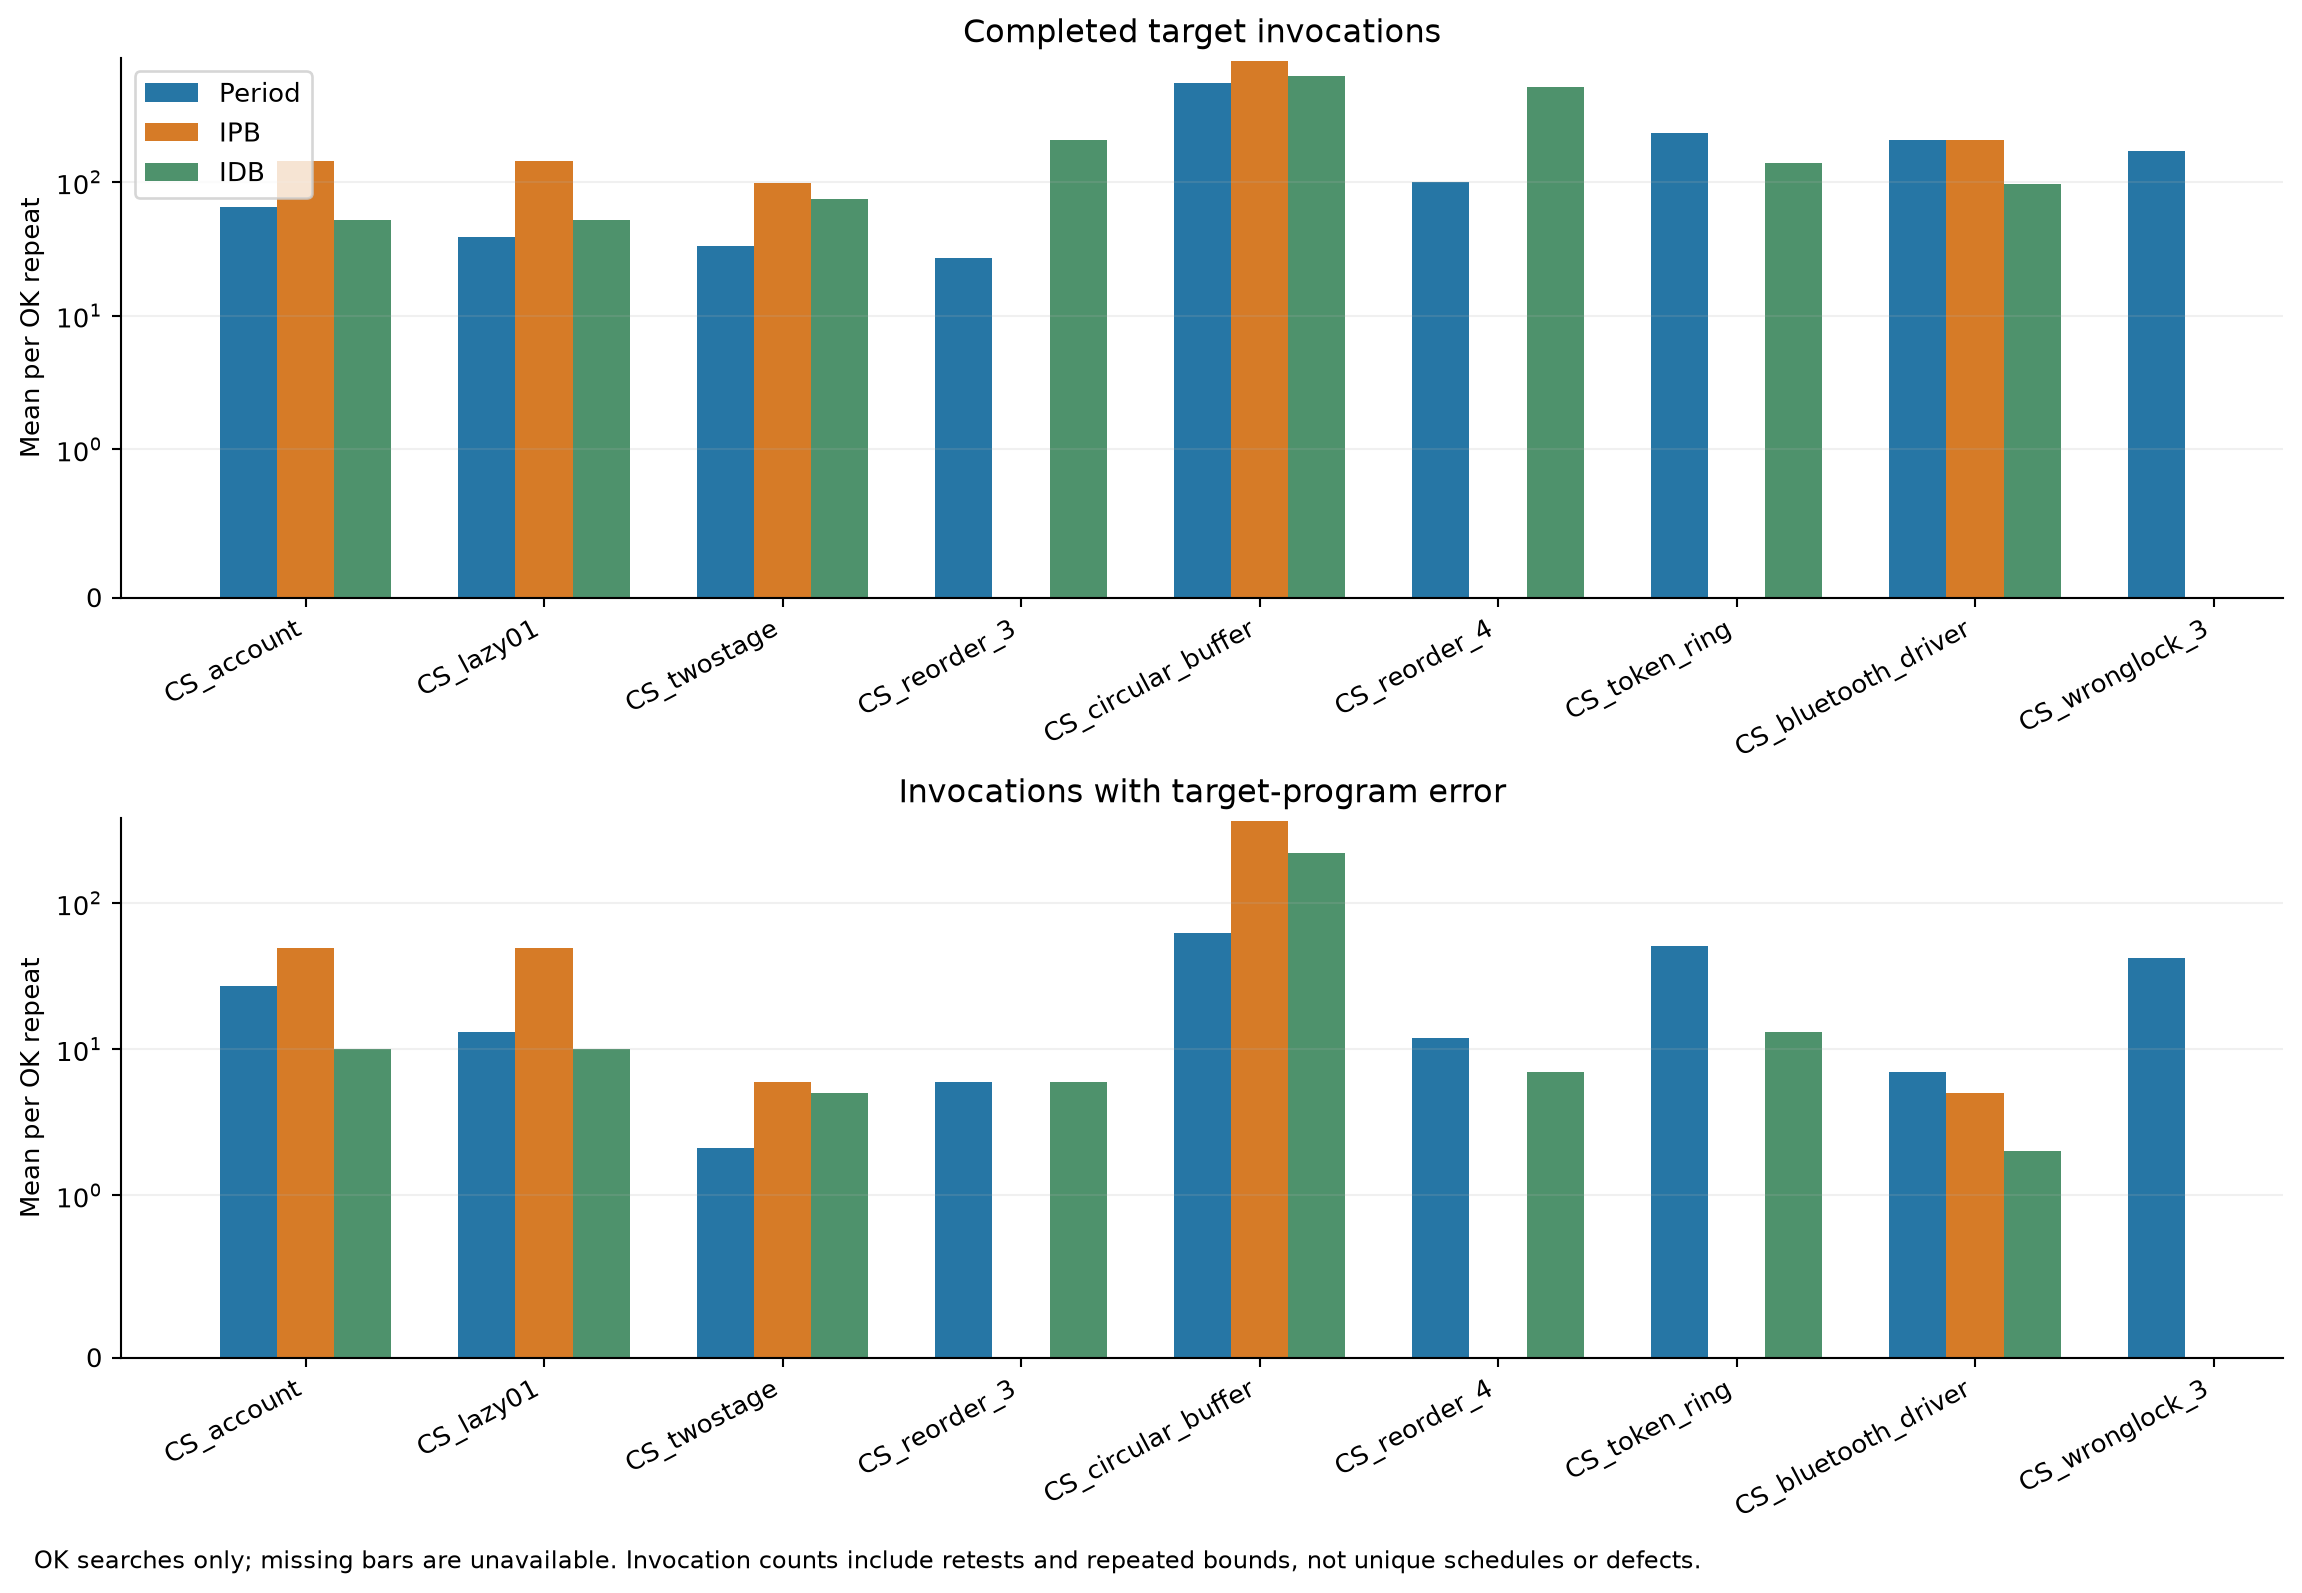 Completed target invocations
Period
IPB
IDB
Mean per OK repeat
10²
10¹
10⁰
0
CS_account
CS_lazy01
CS_twostage
CS_reorder_3
CS_circular_buffer
CS_reorder_4
CS_token_ring
CS_bluetooth_driver
CS_wronglock_3
Invocations with target-program error
Mean per OK repeat
10²
10¹
10⁰
0
CS_account
CS_lazy01
CS_twostage
CS_reorder_3
CS_circular_buffer
CS_reorder_4
CS_token_ring
CS_bluetooth_driver
CS_wronglock_3
OK searches only; missing bars are unavailable. Invocation counts include retests and repeated bounds, not unique schedules or defects.